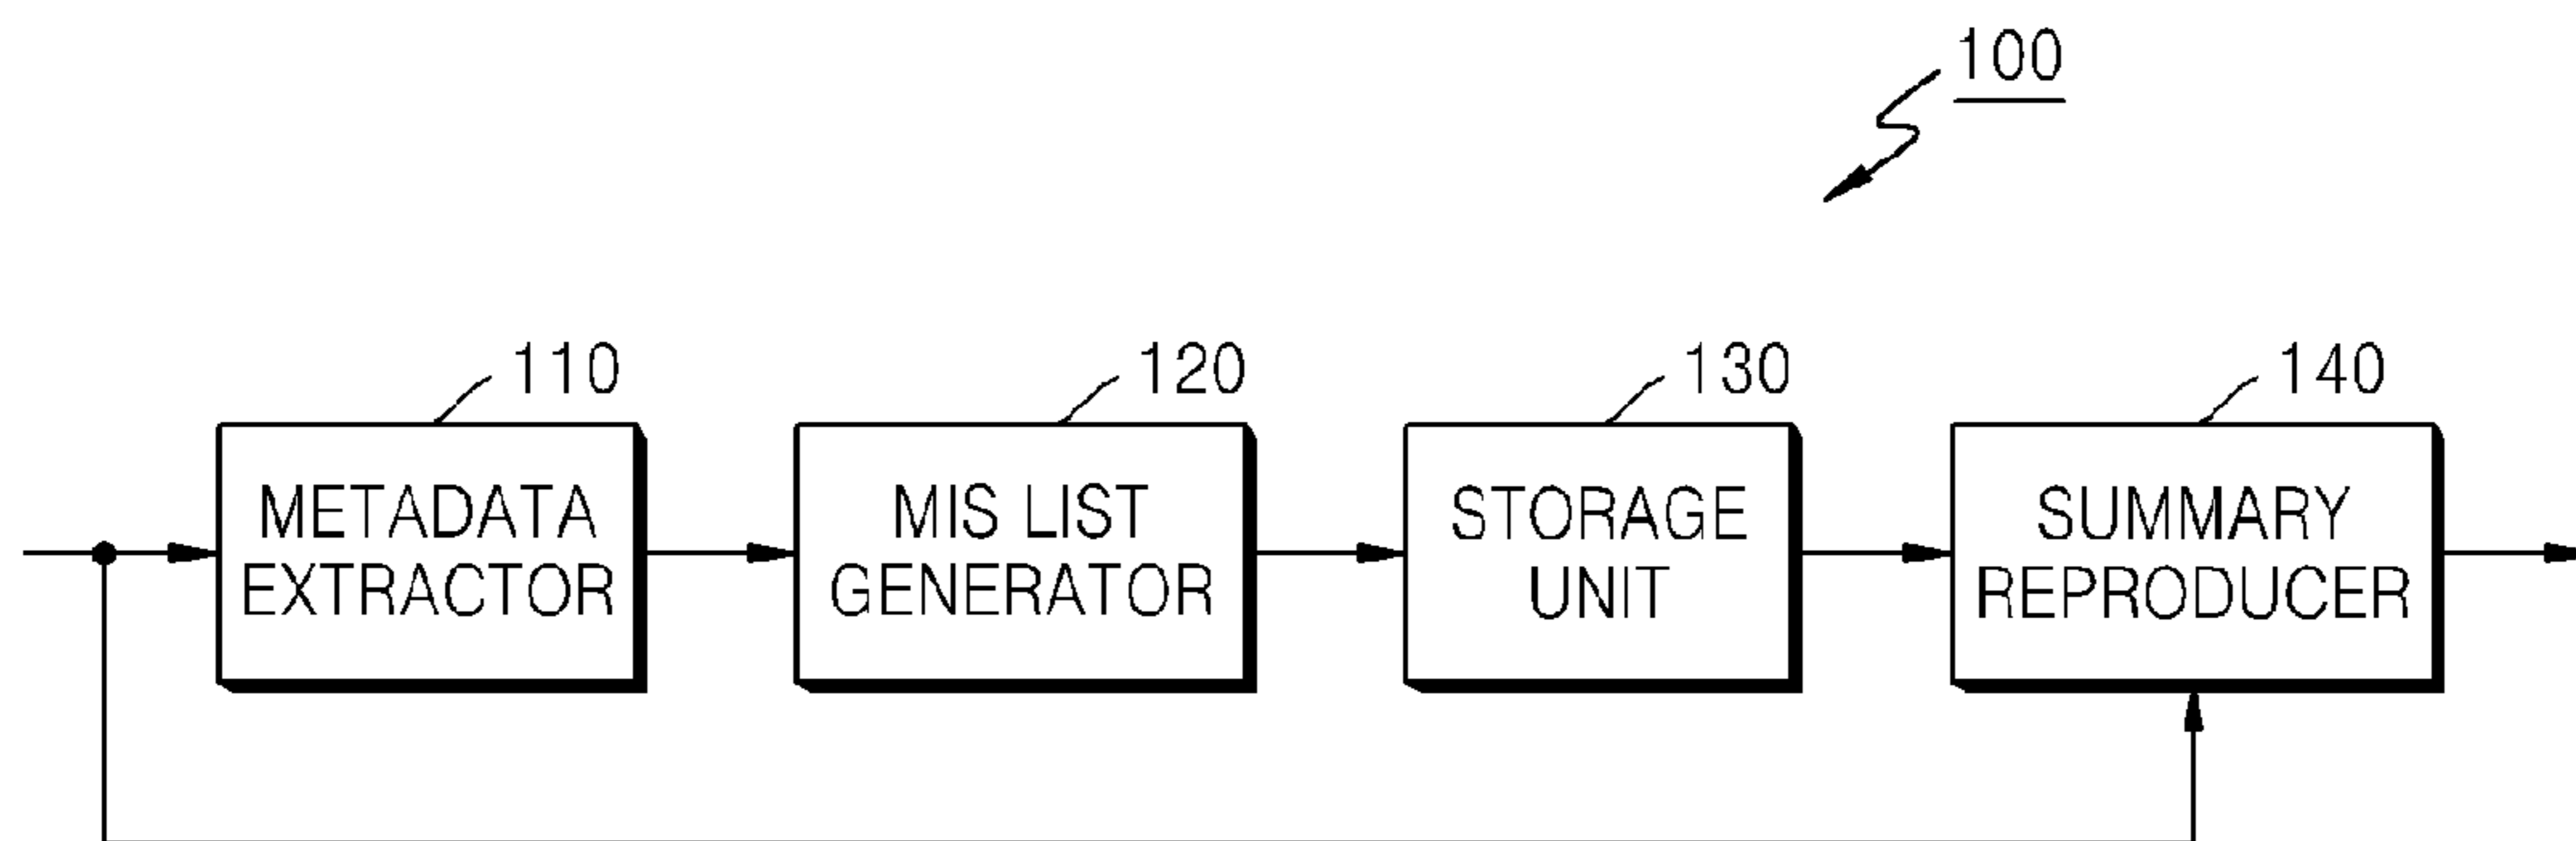 100
110
120
130
140
METADATA
EXTRACTOR
MIS LIST
GENERATOR
STORAGE
UNIT
SUMMARY
REPRODUCER